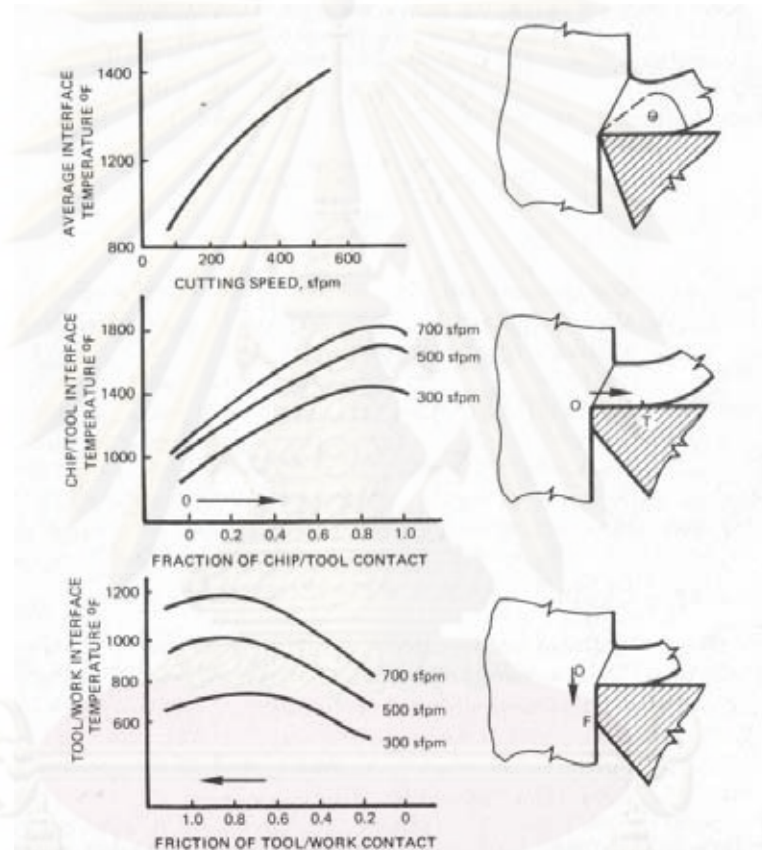 AVERAGE INTERFACE
TEMPERATURE ºF
1400
1200
800
0
200
400
600
CUTTING SPEED, sfpm
Θ
CHIP/TOOL INTERFACE
TEMPERATURE ºF
1800
1400
1000
700 sfpm
500 sfpm
300 sfpm
0
0
0.2
0.4
0.6
0.8
1.0
FRACTION OF CHIP/TOOL CONTACT
O
T
TOOL/WORK INTERFACE
TEMPERATURE ºF
1200
1000
800
600
700 sfpm
500 sfpm
300 sfpm
1.0
0.8
0.6
0.4
0.2
0
FRICTION OF TOOL/WORK CONTACT
O
F